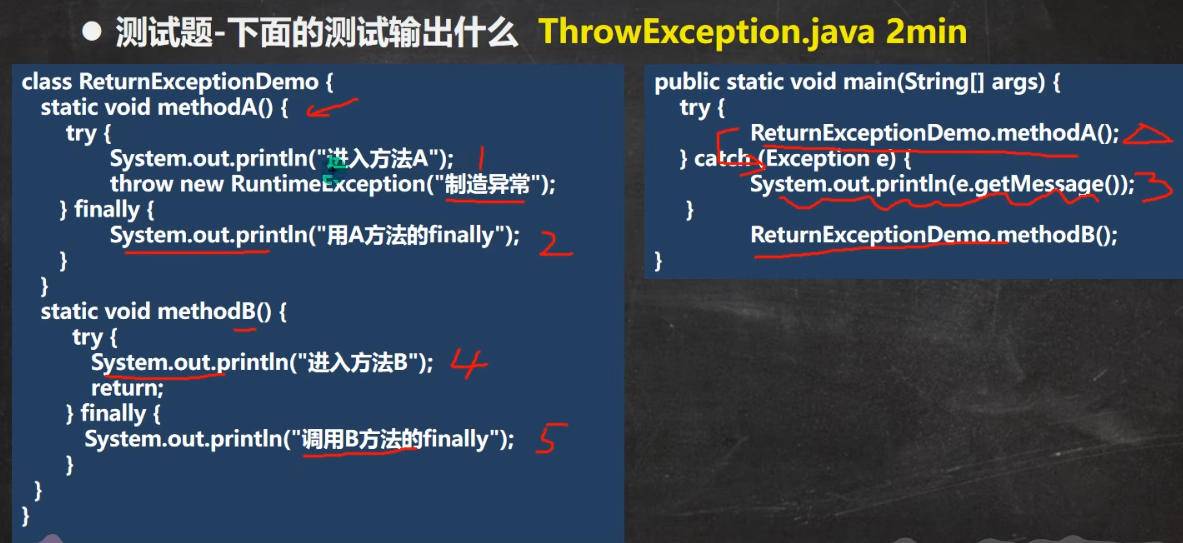 ● 测试题-下面的测试输出什么 ThrowException.java 2min
class ReturnExceptionDemo {
static void methodA() {
try {
System.out.println("进入方法A"); 1
throw new RuntimeException("制造异常");
} finally {
System.out.println("用A方法的finally"); 2
}
}
static void methodB() {
try {
System.out.println("进入方法B"); 4
return;
} finally {
System.out.println("调用B方法的finally"); 5
}
}
}
public static void main(String[] args) {
try {
ReturnExceptionDemo.methodA();
} catch (Exception e) {
System.out.println(e.getMessage()); 3
}
ReturnExceptionDemo.methodB();
}